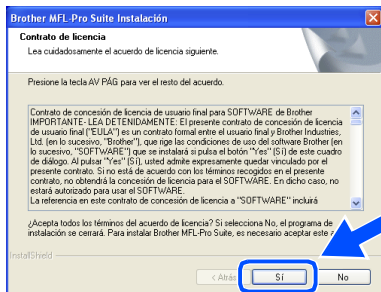 Brother MFL-Pro Suite Instalación
Contrato de licencia
Lea cuidadosamente el acuerdo de licencia siguiente.
Presione la tecla AV PÁG para ver el resto del acuerdo.
Contrato de concesión de licencia de usuario final para SOFTWARE de Brother
IMPORTANTE- LEA DETENIDAMENTE: El presente contrato de concesión de licencia
de usuario final ("EULA") es un contrato formal entre el usuario final y Brother Industries,
Ltd. (en lo sucesivo, "Brother"), que rige las condiciones de uso del software Brother (en
lo sucesivo, "SOFTWARE") que se instalará si pulsa el botón "Yes" (Sí) de este cuadro
de diálogo. Al pulsar "Yes" (Sí), usted admite expresamente quedar vinculado por el
presente contrato. Si no está de acuerdo con los términos recogidos en el presente
contrato, no obtendrá la concesión de licencia para el SOFTWARE. En dicho caso, no
estará autorizado para usar el SOFTWARE.
La referencia en este contrato de concesión de licencia a "SOFTWARE" incluirá
¿Acepta todos los términos del acuerdo de licencia? Si selecciona No, el programa de
instalación se cerrará. Para instalar Brother MFL-Pro Suite, es necesario aceptar este
InstallShield
< Atrás
Sí
No